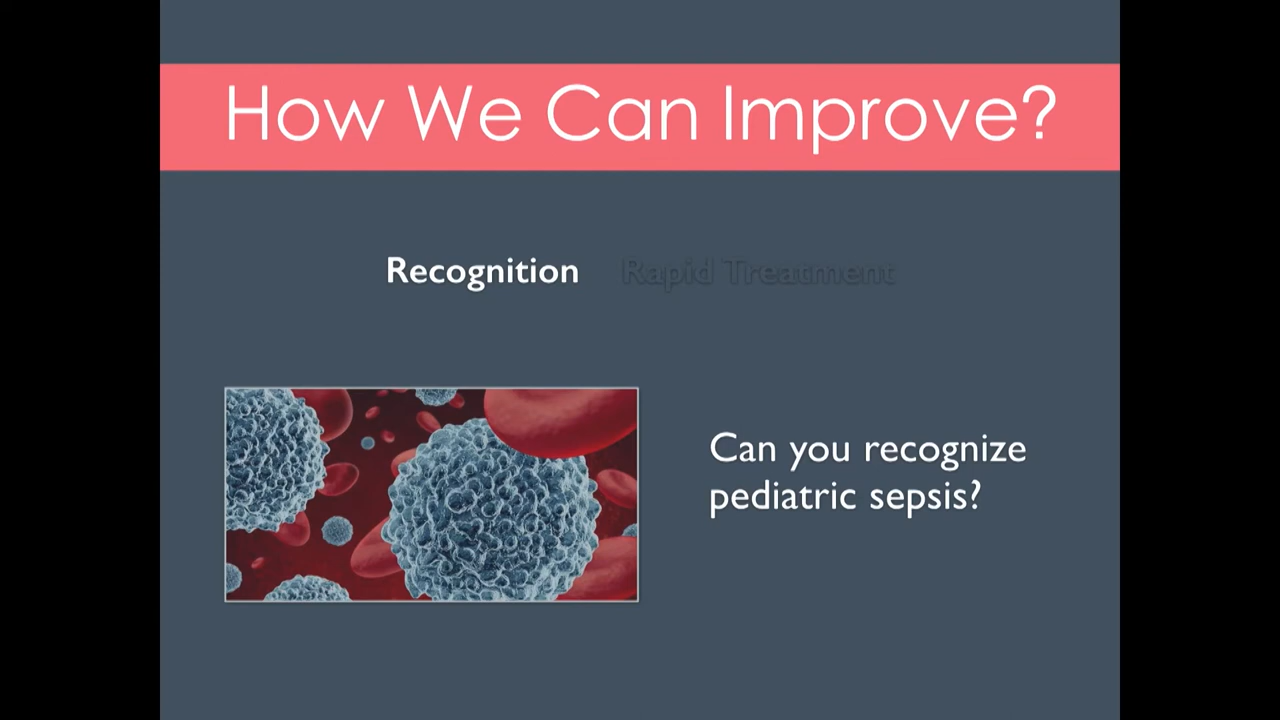 How We Can Improve?
Recognition Rapid Treatment
Can you recognize
pediatric sepsis?